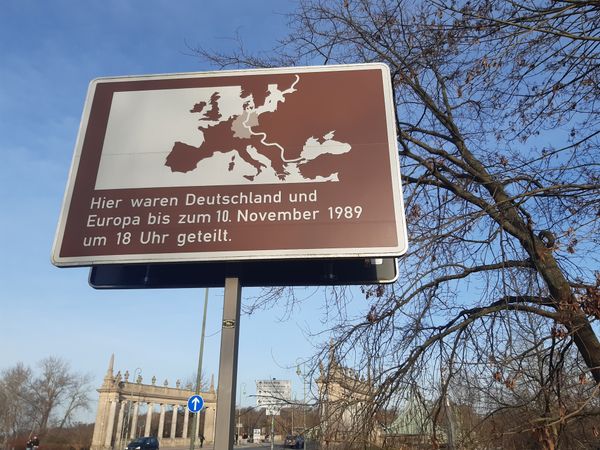 Hier waren Deutschland und
Europa bis zum 10. November 1989
um 18 Uhr geteilt.